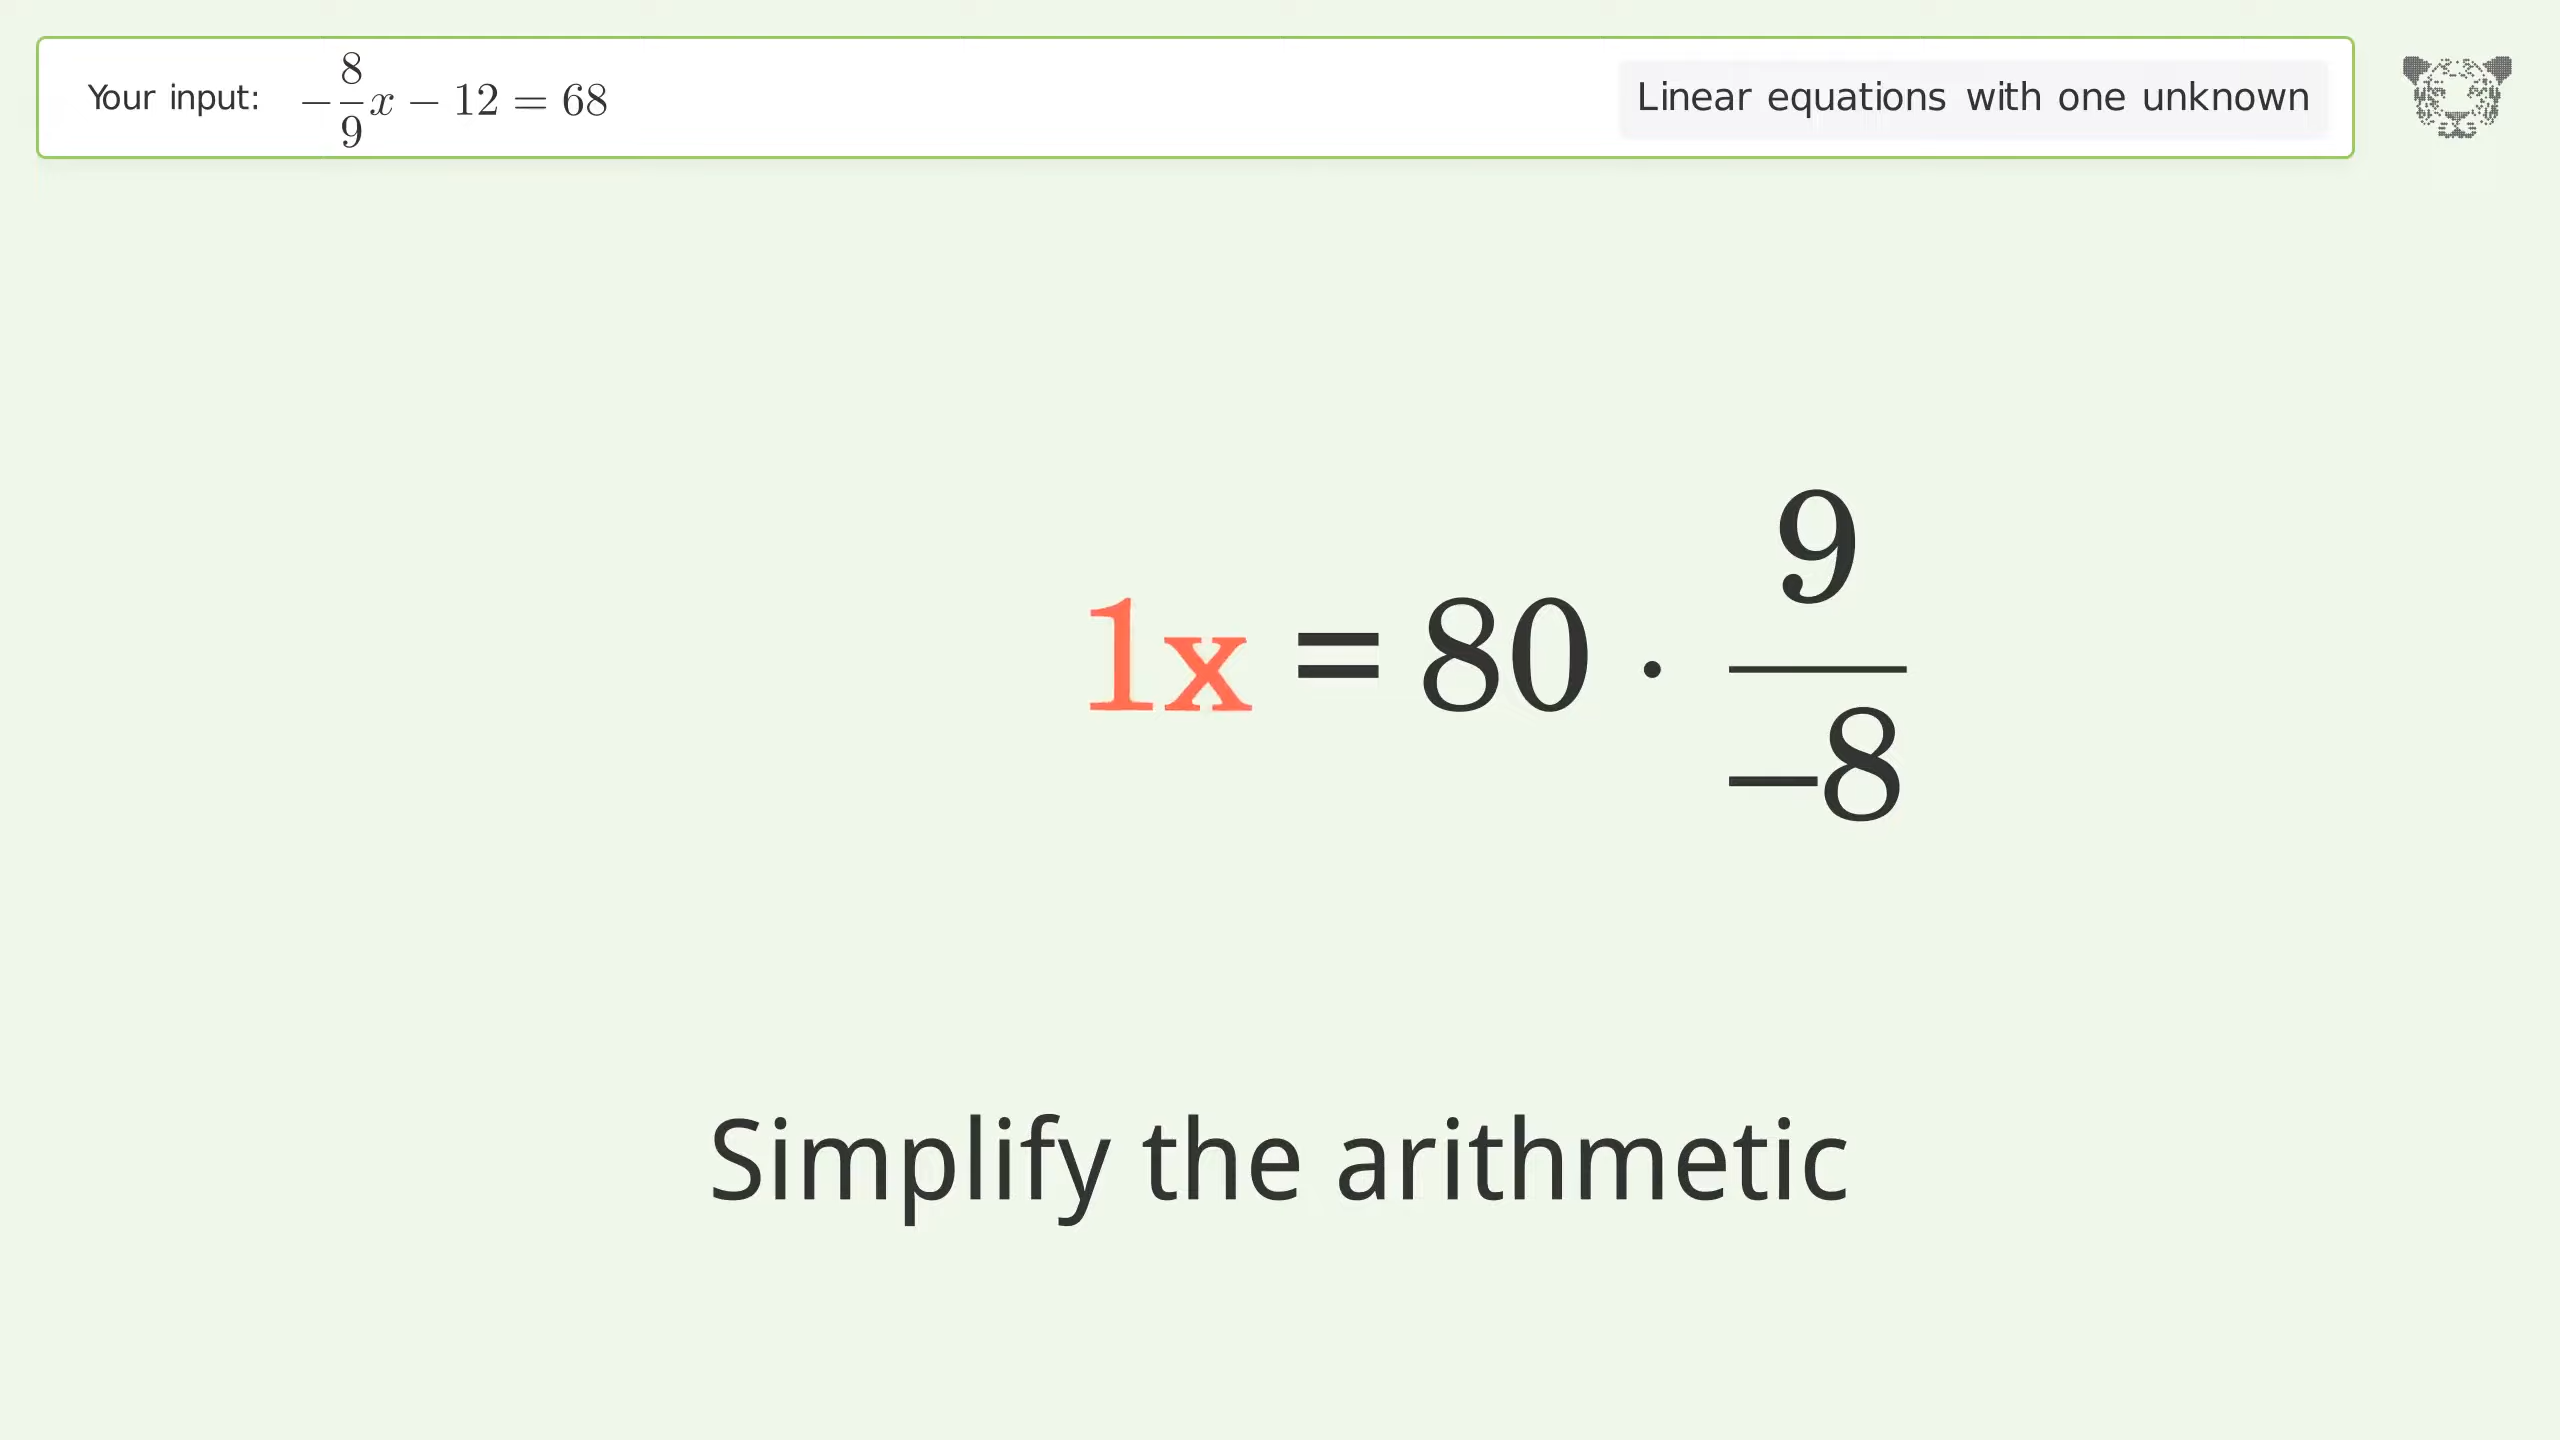 Your input: −8/9x − 12 = 68
Linear equations with one unknown
1x = 80 · 9/−8
Simplify the arithmetic